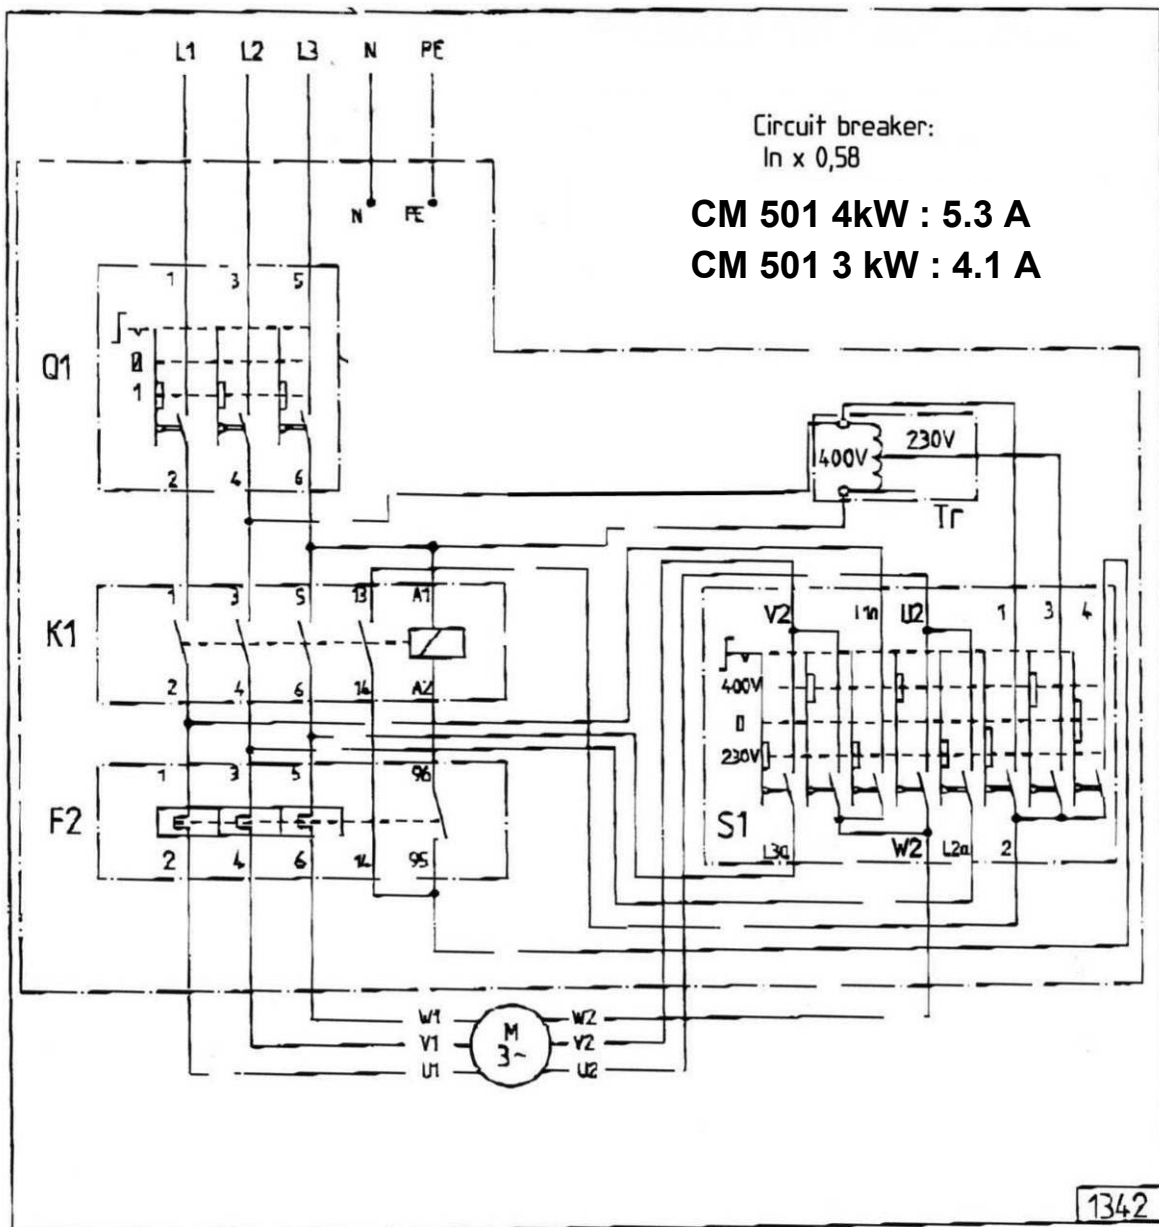 L1 L2 L3 N PE
Circuit breaker:
In x 0,58
N PE
CM 501 4kW : 5.3 A
CM 501 3 kW : 4.1 A
1 3 5
Q1
0
1
2 4 6
400V 230V
Tr
1 3 5 13 A1
K1
2 4 6 14 A2
V2 L1a U2 1 3 4
400V
0
230V
S1
L3a W2 L2a 2
1 3 5 96
F2
2 4 6 14 95
W1 M W2
V1 3~ V2
U1 U2
1342